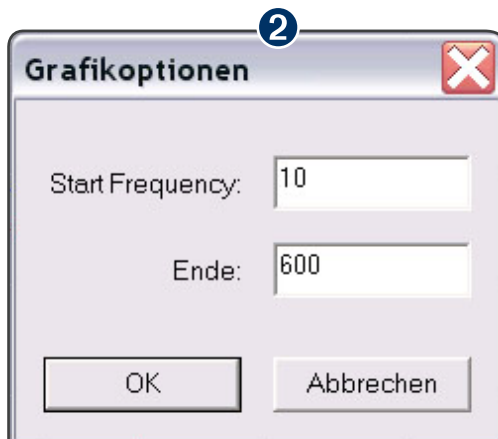 2
Grafikoptionen
Start Frequency: 10
Ende: 600
OK Abbrechen